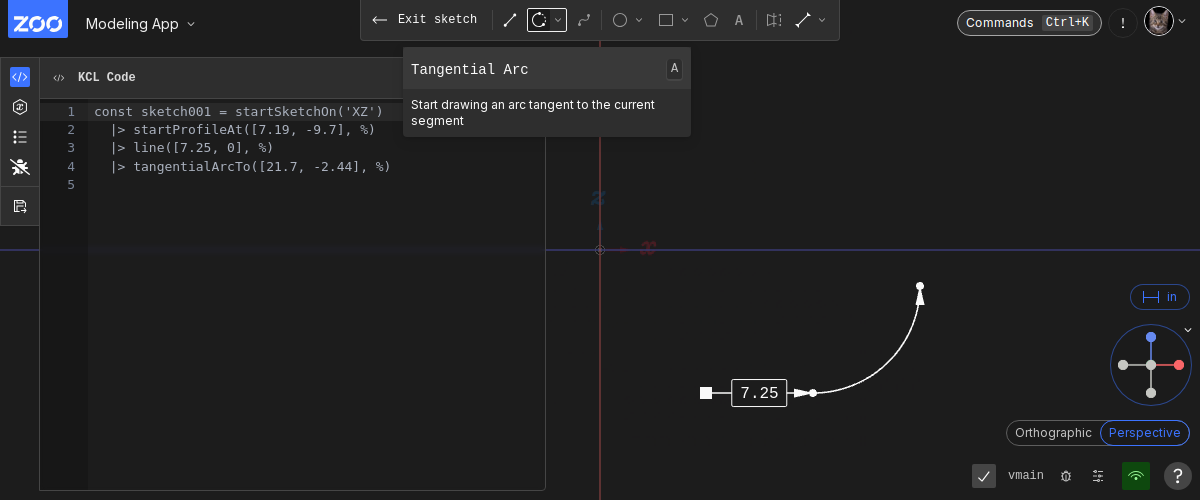 ZOO
Modeling App
Exit sketch
A
Commands Ctrl+K
!
Tangential Arc A
Start drawing an arc tangent to the current
segment
KCL Code
1 const sketch001 = startSketchOn('XZ')
2 |> startProfileAt([7.19, -9.7], %)
3 |> line([7.25, 0], %)
4 |> tangentialArcTo([21.7, -2.44], %)
5
z
x
in
7.25
Orthographic Perspective
vmain
?